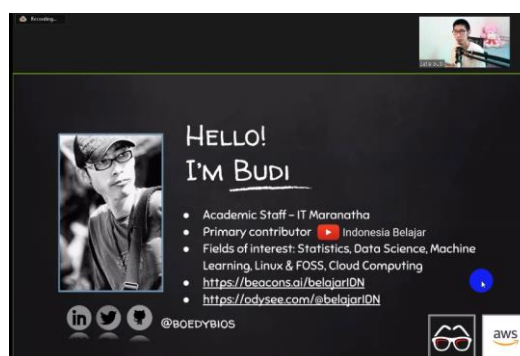 Recording...
HELLO!
I'M BUDI
Academic Staff – IT Maranatha
Primary contributor Indonesia Belajar
Fields of interest: Statistics, Data Science, Machine
Learning, Linux & FOSS, Cloud Computing
https://beacons.ai/belajarIDN
https://odysee.com/@belajarIDN
in
@BOEDYBIOS
aws